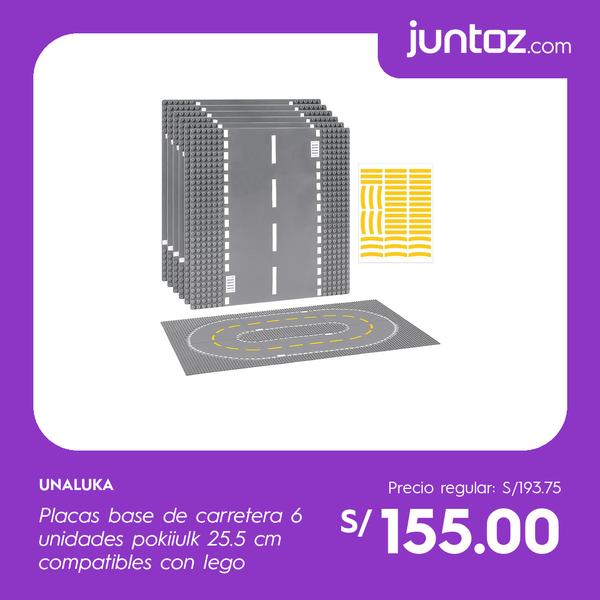 juntoz.com
UNALUKA
Placas base de carretera 6
unidades pokiiulk 25.5 cm
compatibles con lego
Precio regular: S/193.75
S/155.00